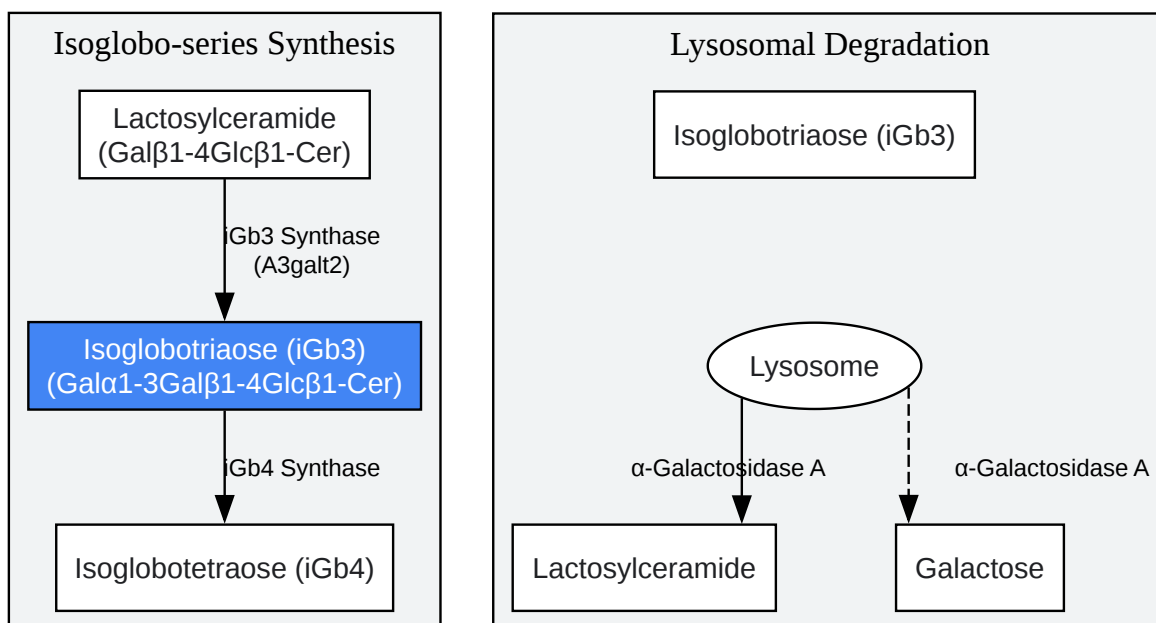 Isoglobo-series Synthesis
Lactosylceramide
(Galβ1-4Glcβ1-Cer)
iGb3 Synthase
(A3galt2)
Isoglobotriaose (iGb3)
(Galα1-3Galβ1-4Glcβ1-Cer)
iGb4 Synthase
Isoglobotetraose (iGb4)
Lysosomal Degradation
Isoglobotriaose (iGb3)
Lysosome
α-Galactosidase A
α-Galactosidase A
Lactosylceramide
Galactose